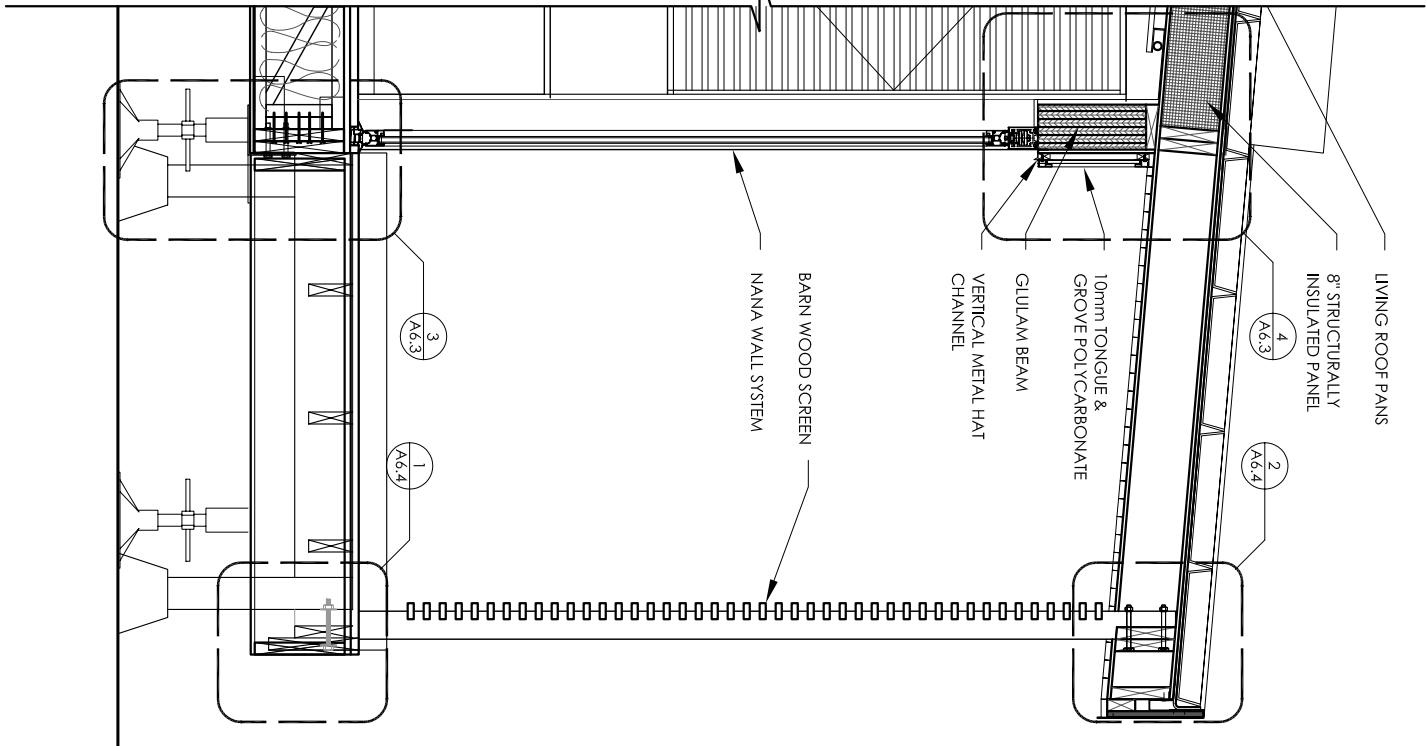 LIVING ROOF PANS
8" STRUCTURALLY
INSULATED PANEL
4
A6.3
2
A6.4
10mm TONGUE &
GROVE POLYCARBONATE
GLULAM BEAM
VERTICAL METAL HAT
CHANNEL
BARN WOOD SCREEN
NANA WALL SYSTEM
3
A6.3
1
A6.4